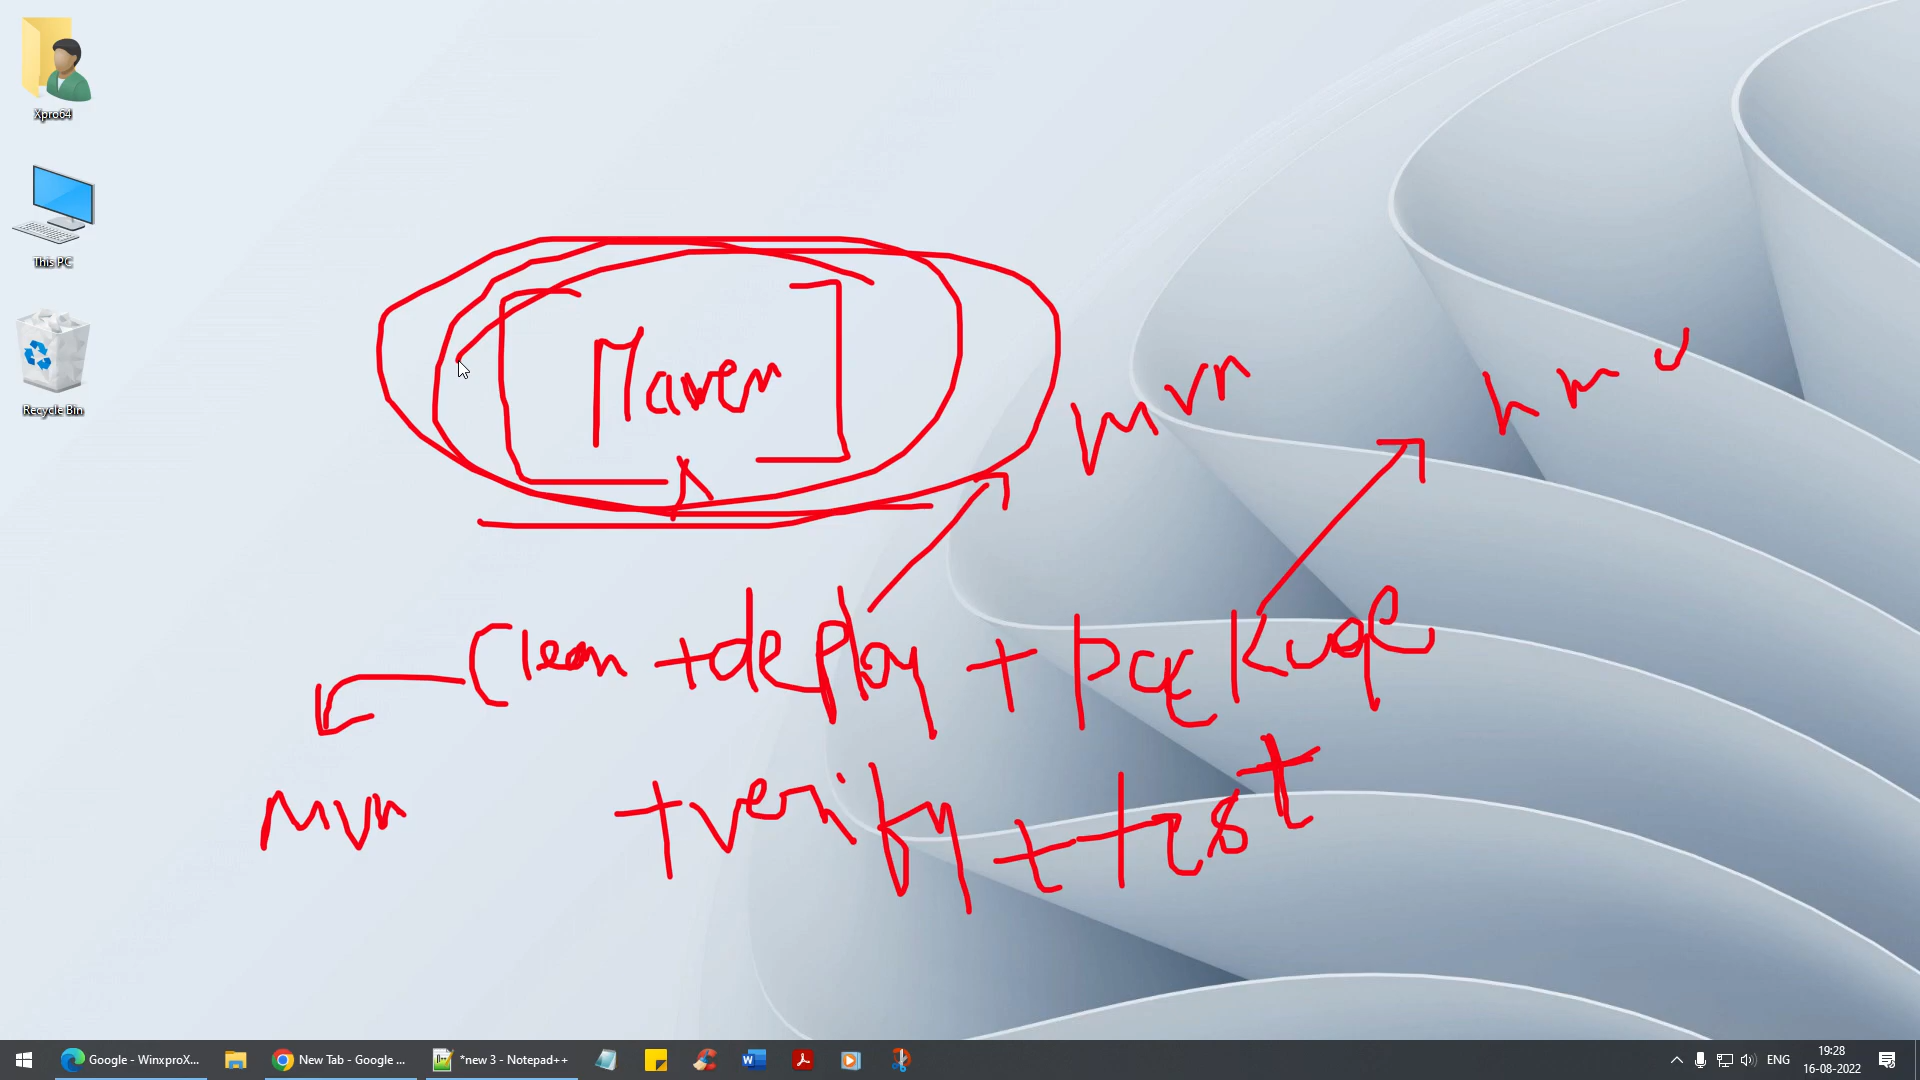 Xpro64
This PC
Recycle Bin
Maven
mvn
Clean + deploy + package
mvn
+ verify + test
Google - WinxproX...
New Tab - Google ...
*new 3 - Notepad++
ENG
19:28
16-08-2022